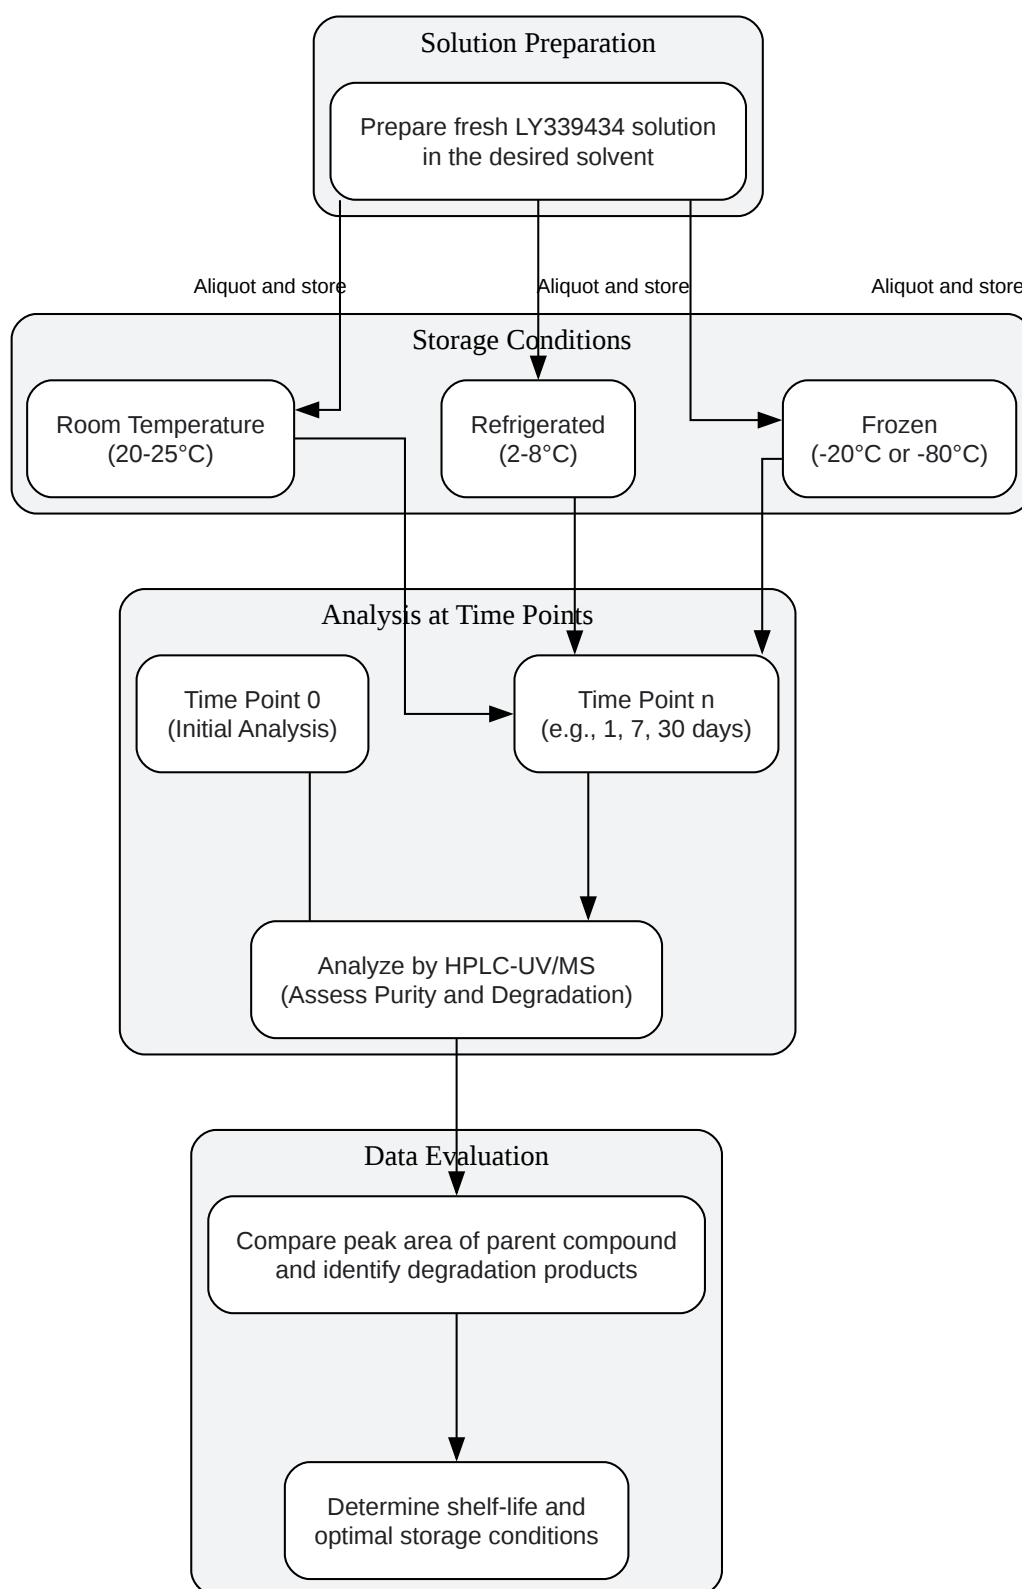 Solution Preparation
Prepare fresh LY339434 solution
in the desired solvent
Aliquot and store
Aliquot and store
Aliquot and store
Storage Conditions
Room Temperature
(20-25°C)
Refrigerated
(2-8°C)
Frozen
(-20°C or -80°C)
Analysis at Time Points
Time Point 0
(Initial Analysis)
Time Point n
(e.g., 1, 7, 30 days)
Analyze by HPLC-UV/MS
(Assess Purity and Degradation)
Data Evaluation
Compare peak area of parent compound
and identify degradation products
Determine shelf-life and
optimal storage conditions